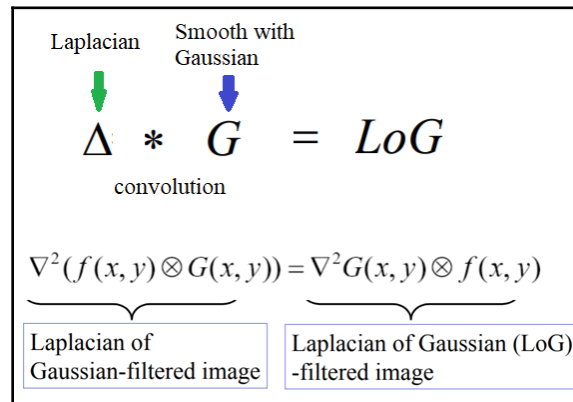 Laplacian
Smooth with
Gaussian
Δ * G = LoG
convolution
∇²(f(x, y) ⊗ G(x, y)) = ∇²G(x, y) ⊗ f(x, y)
Laplacian of
Gaussian-filtered image
Laplacian of Gaussian (LoG)
-filtered image